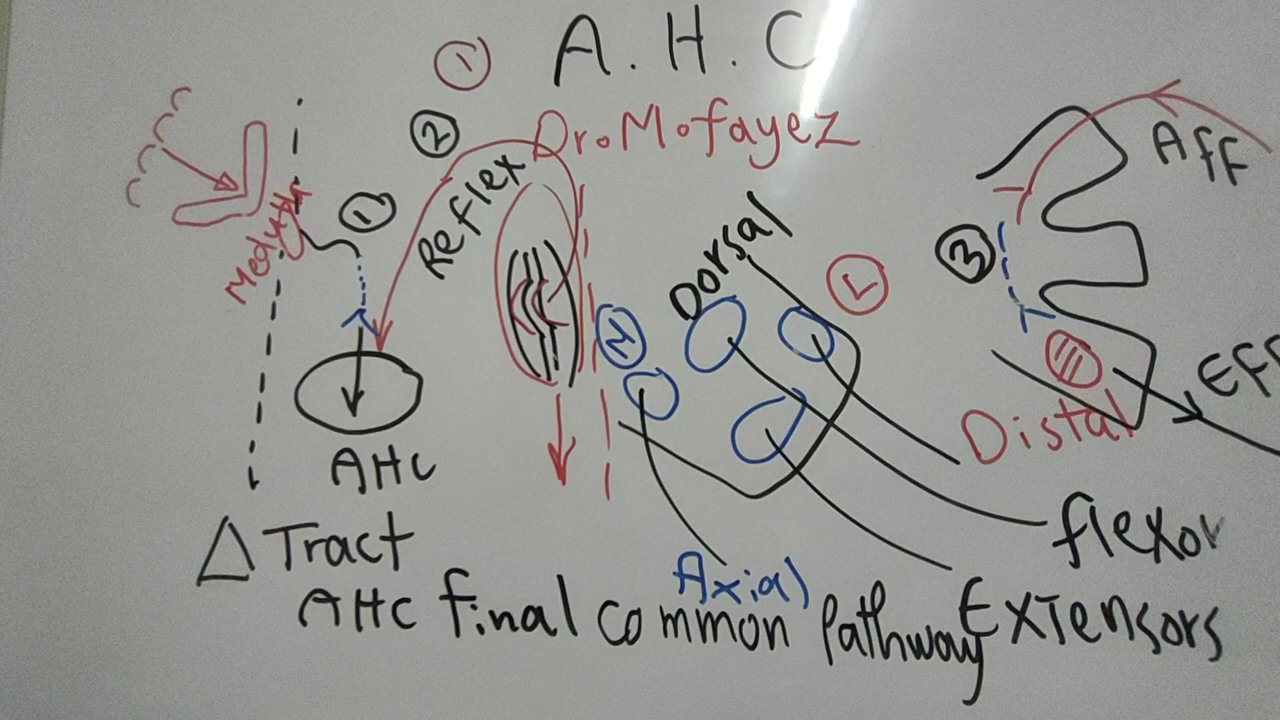 A.H.C
①
②
Dr.Mofayez
Reflex
①
Medulla
AHC
Δ Tract
AHC final common Pathway
Dorsal
L
M
Axial
Distal
flexor
Extensors
③
Aff
EFF